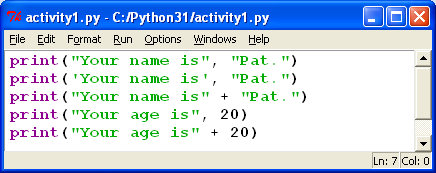 activity1.py - C:/Python31/activity1.py
File Edit Format Run Options Windows Help
print("Your name is", "Pat.")
print('Your name is', "Pat.")
print("Your name is" + "Pat.")
print("Your age is", 20)
print("Your age is" + 20)
Ln: 7 Col: 0